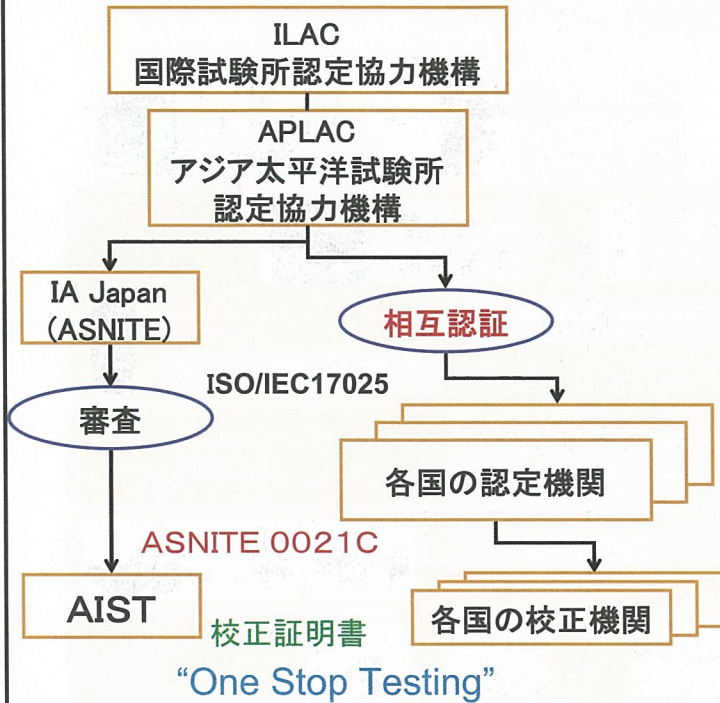 ILAC
国際試験所認定協力機構
APLAC
アジア太平洋試験所
認定協力機構
IA Japan
(ASNITE)
相互認証
ISO/IEC17025
審査
各国の認定機関
ASNITE 0021C
AIST
各国の校正機関
校正証明書
“One Stop Testing”